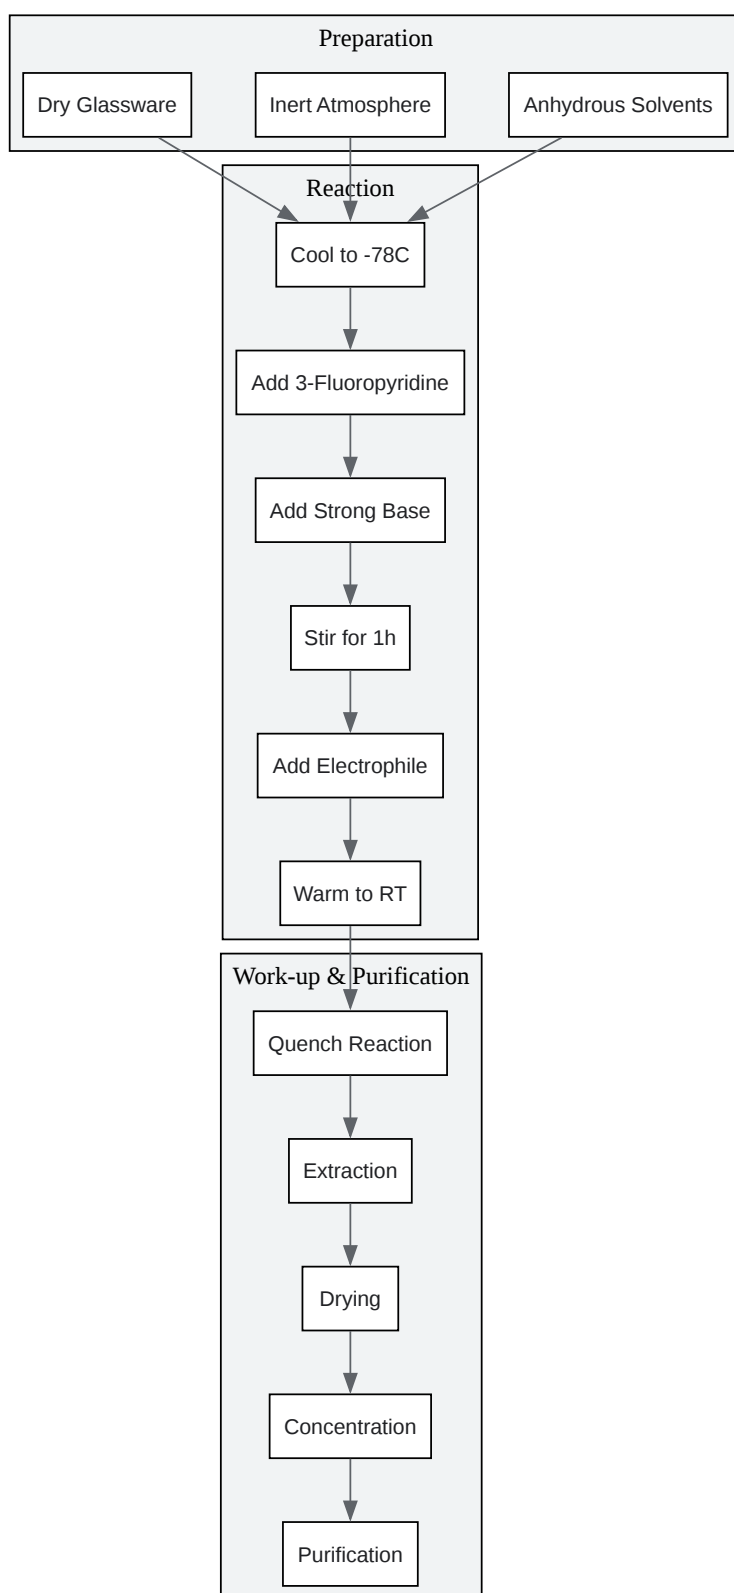 Preparation
Dry Glassware
Inert Atmosphere
Anhydrous Solvents
Reaction
Cool to -78C
Add 3-Fluoropyridine
Add Strong Base
Stir for 1h
Add Electrophile
Warm to RT
Work-up & Purification
Quench Reaction
Extraction
Drying
Concentration
Purification